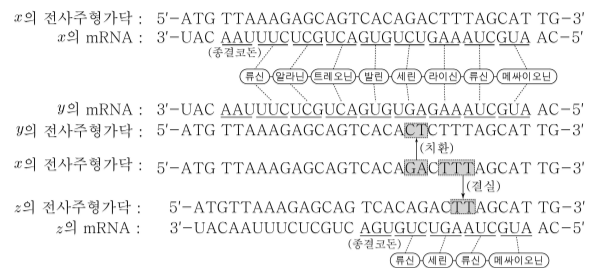 x의 전사주형가닥 : 5'-ATG TTAAAGAGCAGTCACAGACTTTAGCAT TG-3'
x의 mRNA : 3'-UAC AAUUUCUCGUCAGUGUCUGAAAUCGUA AC-5'
(종결코돈)
류신 알라닌 트레오닌 발린 세린 라이신 류신 메싸이오닌
y의 mRNA : 3'-UAC AAUUUCUCGUCAGUGUGAGAAAUCGUA AC-5'
y의 전사주형가닥 : 5'-ATG TTAAAGAGCAGTCACACTCTTTAGCAT TG-3'
(치환)
x의 전사주형가닥 : 5'-ATG TTAAAGAGCAGTCACAGACTTTAGCAT TG-3'
(결실)
z의 전사주형가닥 : 5'-ATGTTAAAGAGCAG TCACAGACTTAGCAT TG-3'
z의 mRNA : 3'-UACAAUUUCUCGUC AGUGUCUGAAUCGUA AC-5'
(종결코돈)
류신 세린 류신 메싸이오닌